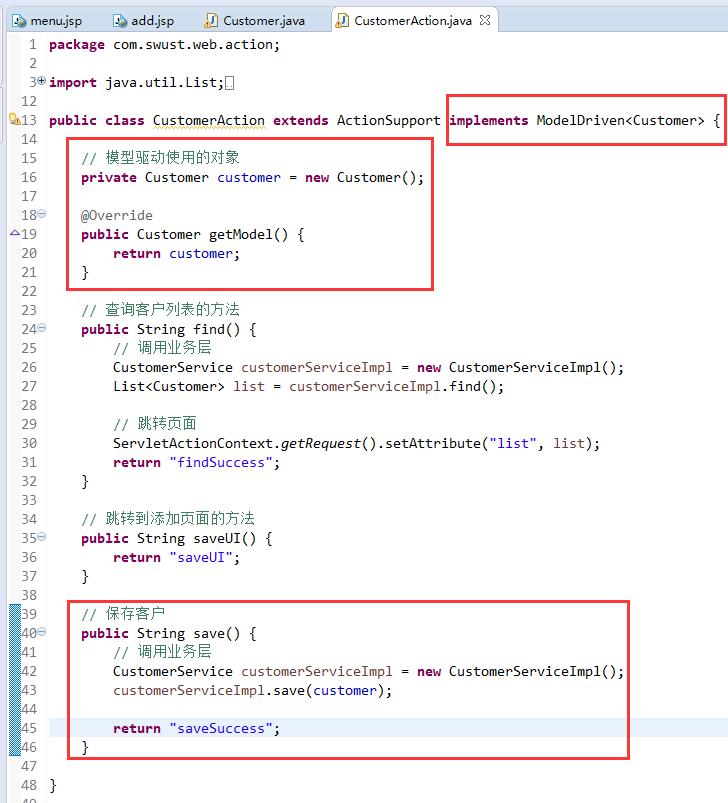 menu.jsp add.jsp Customer.java CustomerAction.java
1 package com.swust.web.action;
2
3 import java.util.List;
12
13 public class CustomerAction extends ActionSupport implements ModelDriven<Customer> {
14
15 // 模型驱动使用的对象
16 private Customer customer = new Customer();
17
18 @Override
19 public Customer getModel() {
20 return customer;
21 }
22
23 // 查询客户列表的方法
24 public String find() {
25 // 调用业务层
26 CustomerService customerServiceImpl = new CustomerServiceImpl();
27 List<Customer> list = customerServiceImpl.find();
28
29 // 跳转页面
30 ServletActionContext.getRequest().setAttribute("list", list);
31 return "findSuccess";
32 }
33
34 // 跳转到添加页面的方法
35 public String saveUI() {
36 return "saveUI";
37 }
38
39 // 保存客户
40 public String save() {
41 // 调用业务层
42 CustomerService customerServiceImpl = new CustomerServiceImpl();
43 customerServiceImpl.save(customer);
44
45 return "saveSuccess";
46 }
47
48 }
49